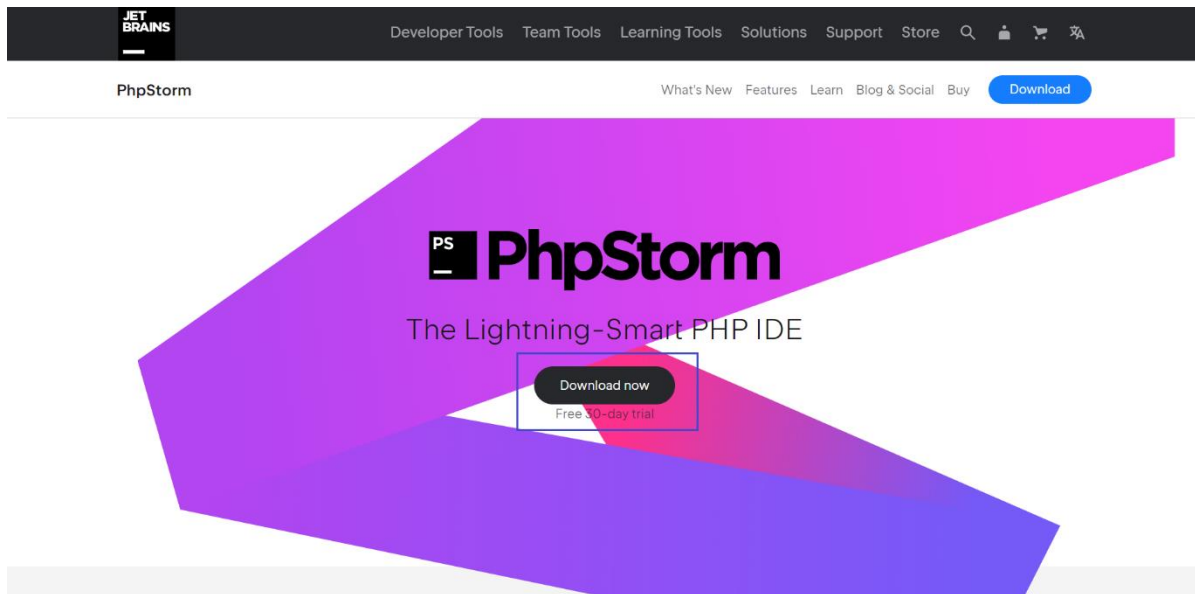 JET
BRAINS
Developer Tools Team Tools Learning Tools Solutions Support Store
PhpStorm
What's New Features Learn Blog & Social Buy Download
PS
PhpStorm
The Lightning-Smart PHP IDE
Download now
Free 30-day trial